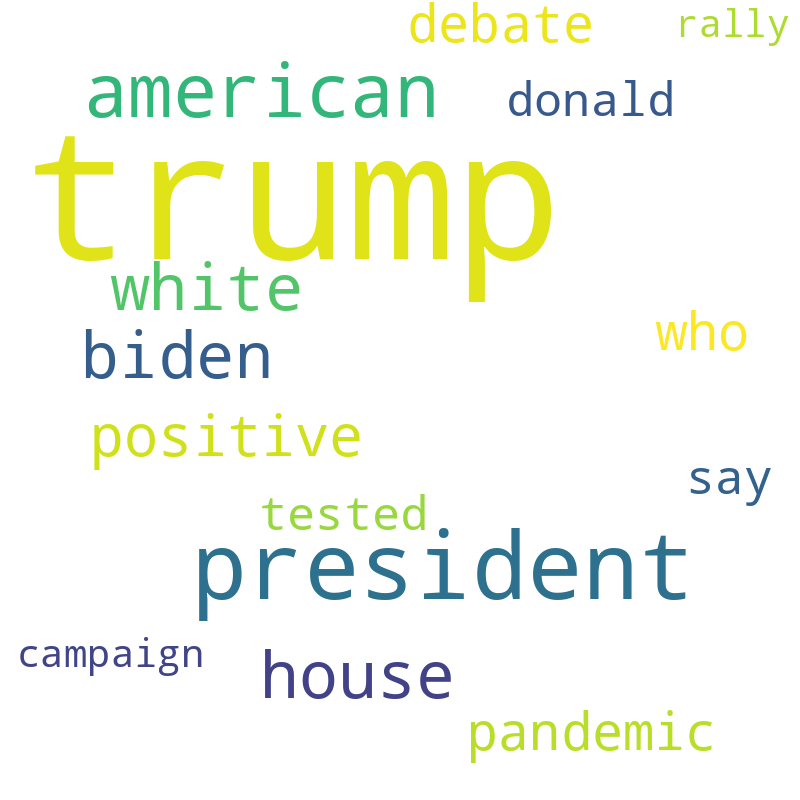 debate rally
american donald
trump
white
biden who
positive
say
tested
president
campaign house
pandemic